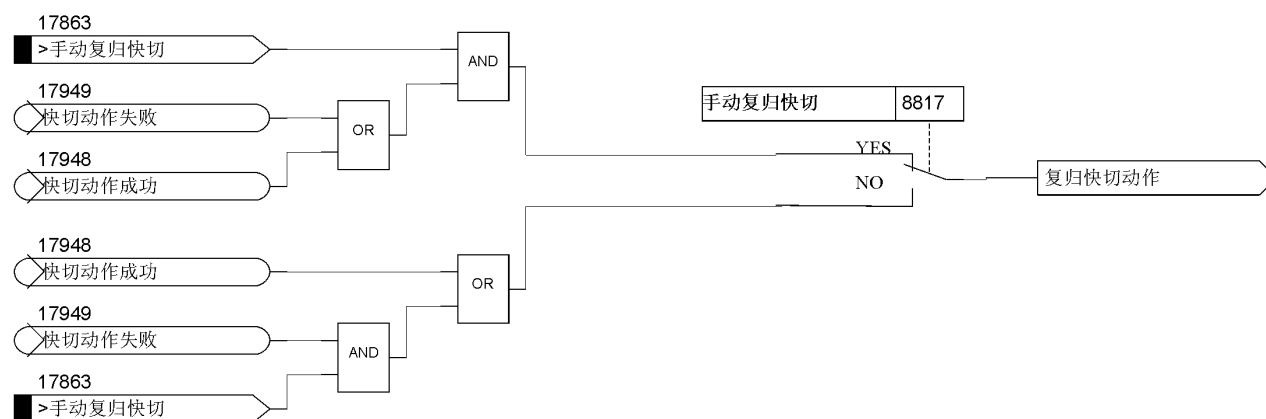 17863
>手动复归快切
AND
17949
快切动作失败
OR
17948
快切动作成功
手动复归快切 8817
YES
NO
复归快切动作
17948
快切动作成功
OR
17949
快切动作失败
AND
17863
>手动复归快切